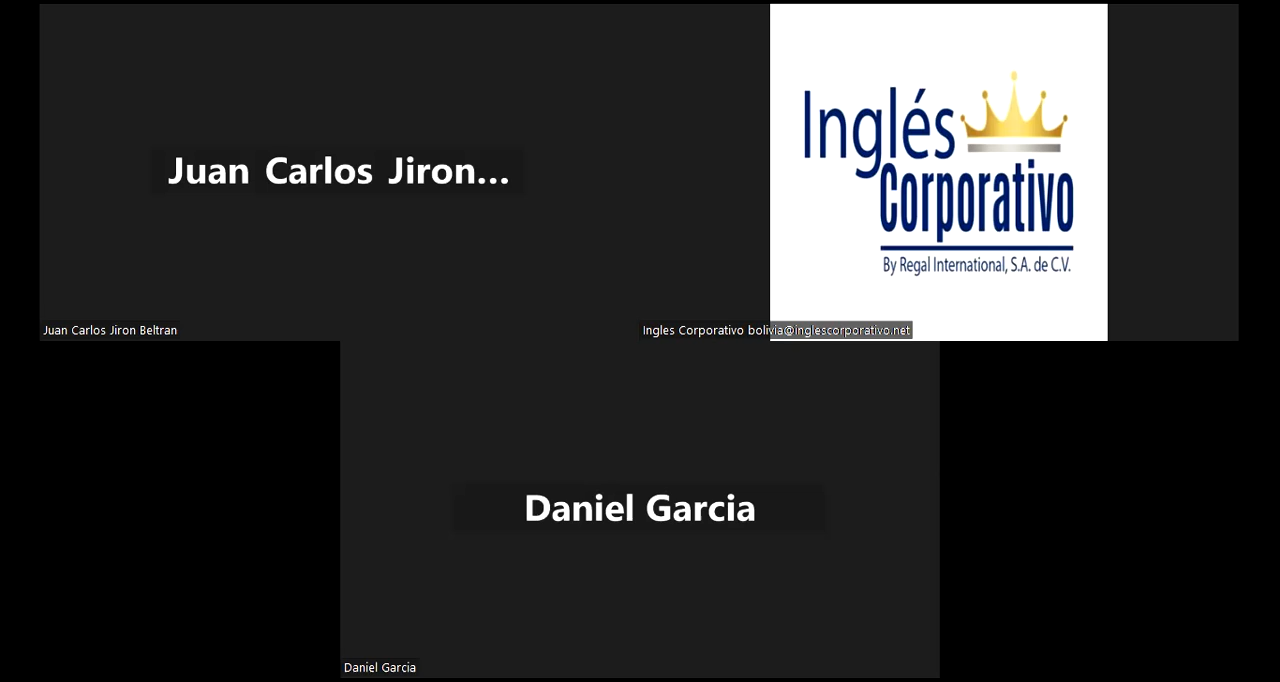 Juan Carlos Jiron...
Inglés
Corporativo
By Regal International, S.A. de C.V.
Juan Carlos Jiron Beltran
Ingles Corporativo bolivia@inglescorporativo.net
Daniel Garcia
Daniel Garcia